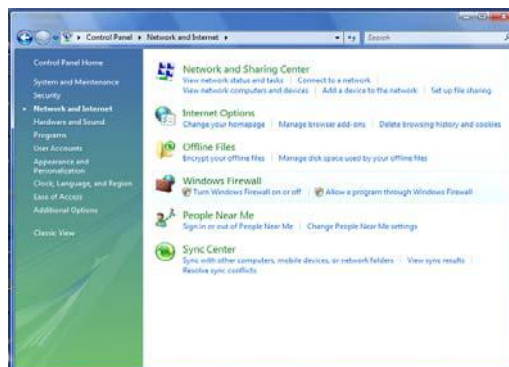 Control Panel ▸ Network and Internet ▸
Search
Control Panel Home
System and Maintenance
Security
Network and Internet
Hardware and Sound
Programs
User Accounts
Appearance and
Personalization
Clock, Language, and Region
Ease of Access
Additional Options
Classic View
Network and Sharing Center
View network status and tasks | Connect to a network
View network computers and devices | Add a device to the network | Set up file sharing
Internet Options
Change your homepage | Manage browser add-ons | Delete browsing history and cookies
Offline Files
Encrypt your offline files | Manage disk space used by your offline files
Windows Firewall
Turn Windows Firewall on or off | Allow a program through Windows Firewall
People Near Me
Sign in or out of People Near Me | Change People Near Me settings
Sync Center
Sync with other computers, mobile devices, or network folders | View sync results
Resolve sync conflicts